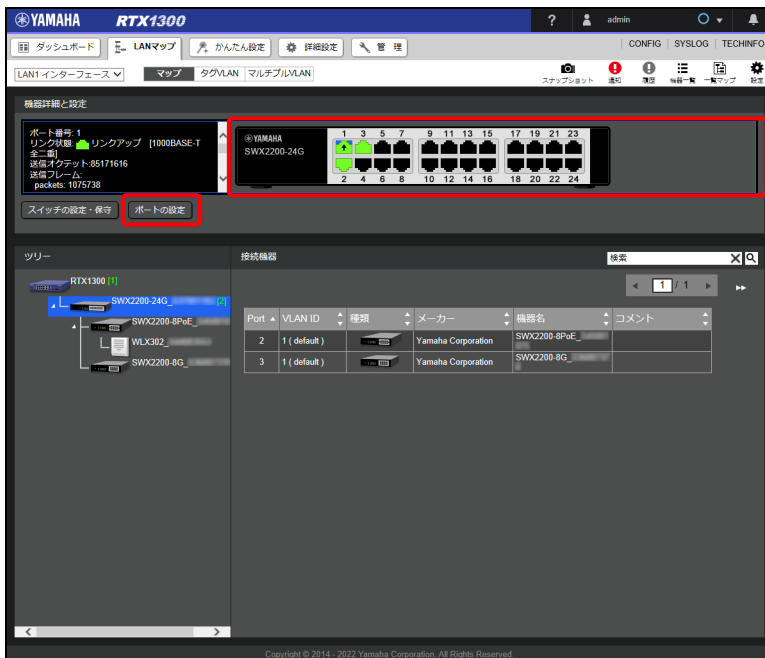 YAMAHA RTX1300 ? admin
ダッシュボード LANマップ かんたん設定 詳細設定 管 理 CONFIG SYSLOG TECHINFO
LAN1 インターフェース マップ タグVLAN マルチプルVLAN スナップショット 通知 履歴 機器一覧 一覧マップ 設定
機器詳細と設定
ポート番号: 1
リンク状態: リンクアップ [1000BASE-T
全二重]
送信オクテット:85171616
送信フレーム:
packets: 1075738
YAMAHA
SWX2200-24G
1 3 5 7 9 11 13 15 17 19 21 23
2 4 6 8 10 12 14 16 18 20 22 24
スイッチの設定・保守 ポートの設定
ツリー
RTX1300 [1]
SWX2200-24G_ [2]
SWX2200-8PoE_
WLX302_
SWX2200-8G_
接続機器 検索
1 / 1
Port VLAN ID 種類 メーカー 機器名 コメント
2 1 ( default ) Yamaha Corporation SWX2200-8PoE_
3 1 ( default ) Yamaha Corporation SWX2200-8G_
Copyright © 2014 - 2022 Yamaha Corporation. All Rights Reserved.